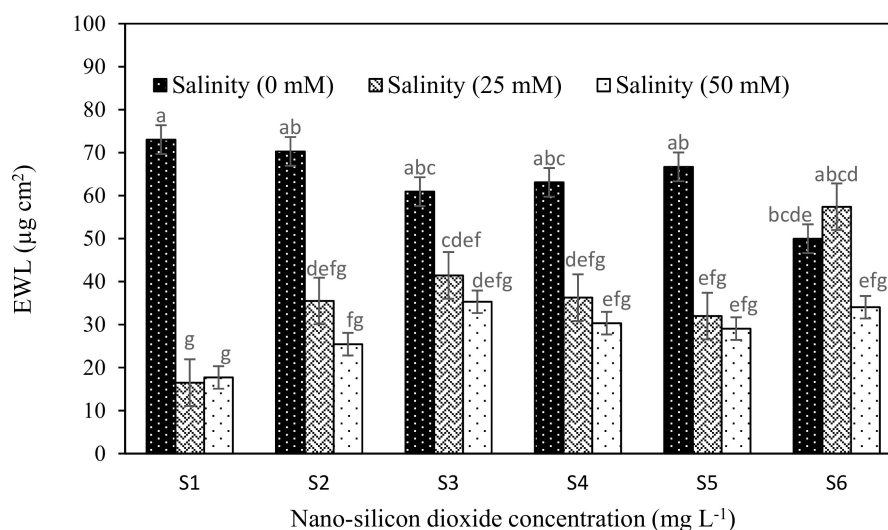 100
90
80
70
60
50
40
30
20
10
0
EWL (µg cm²)
Salinity (0 mM) Salinity (25 mM) Salinity (50 mM)
a ab abc abc ab bcde abcd
g g defg fg cdef defg defg efg efg efg efg
S1 S2 S3 S4 S5 S6
Nano-silicon dioxide concentration (mg L⁻¹)